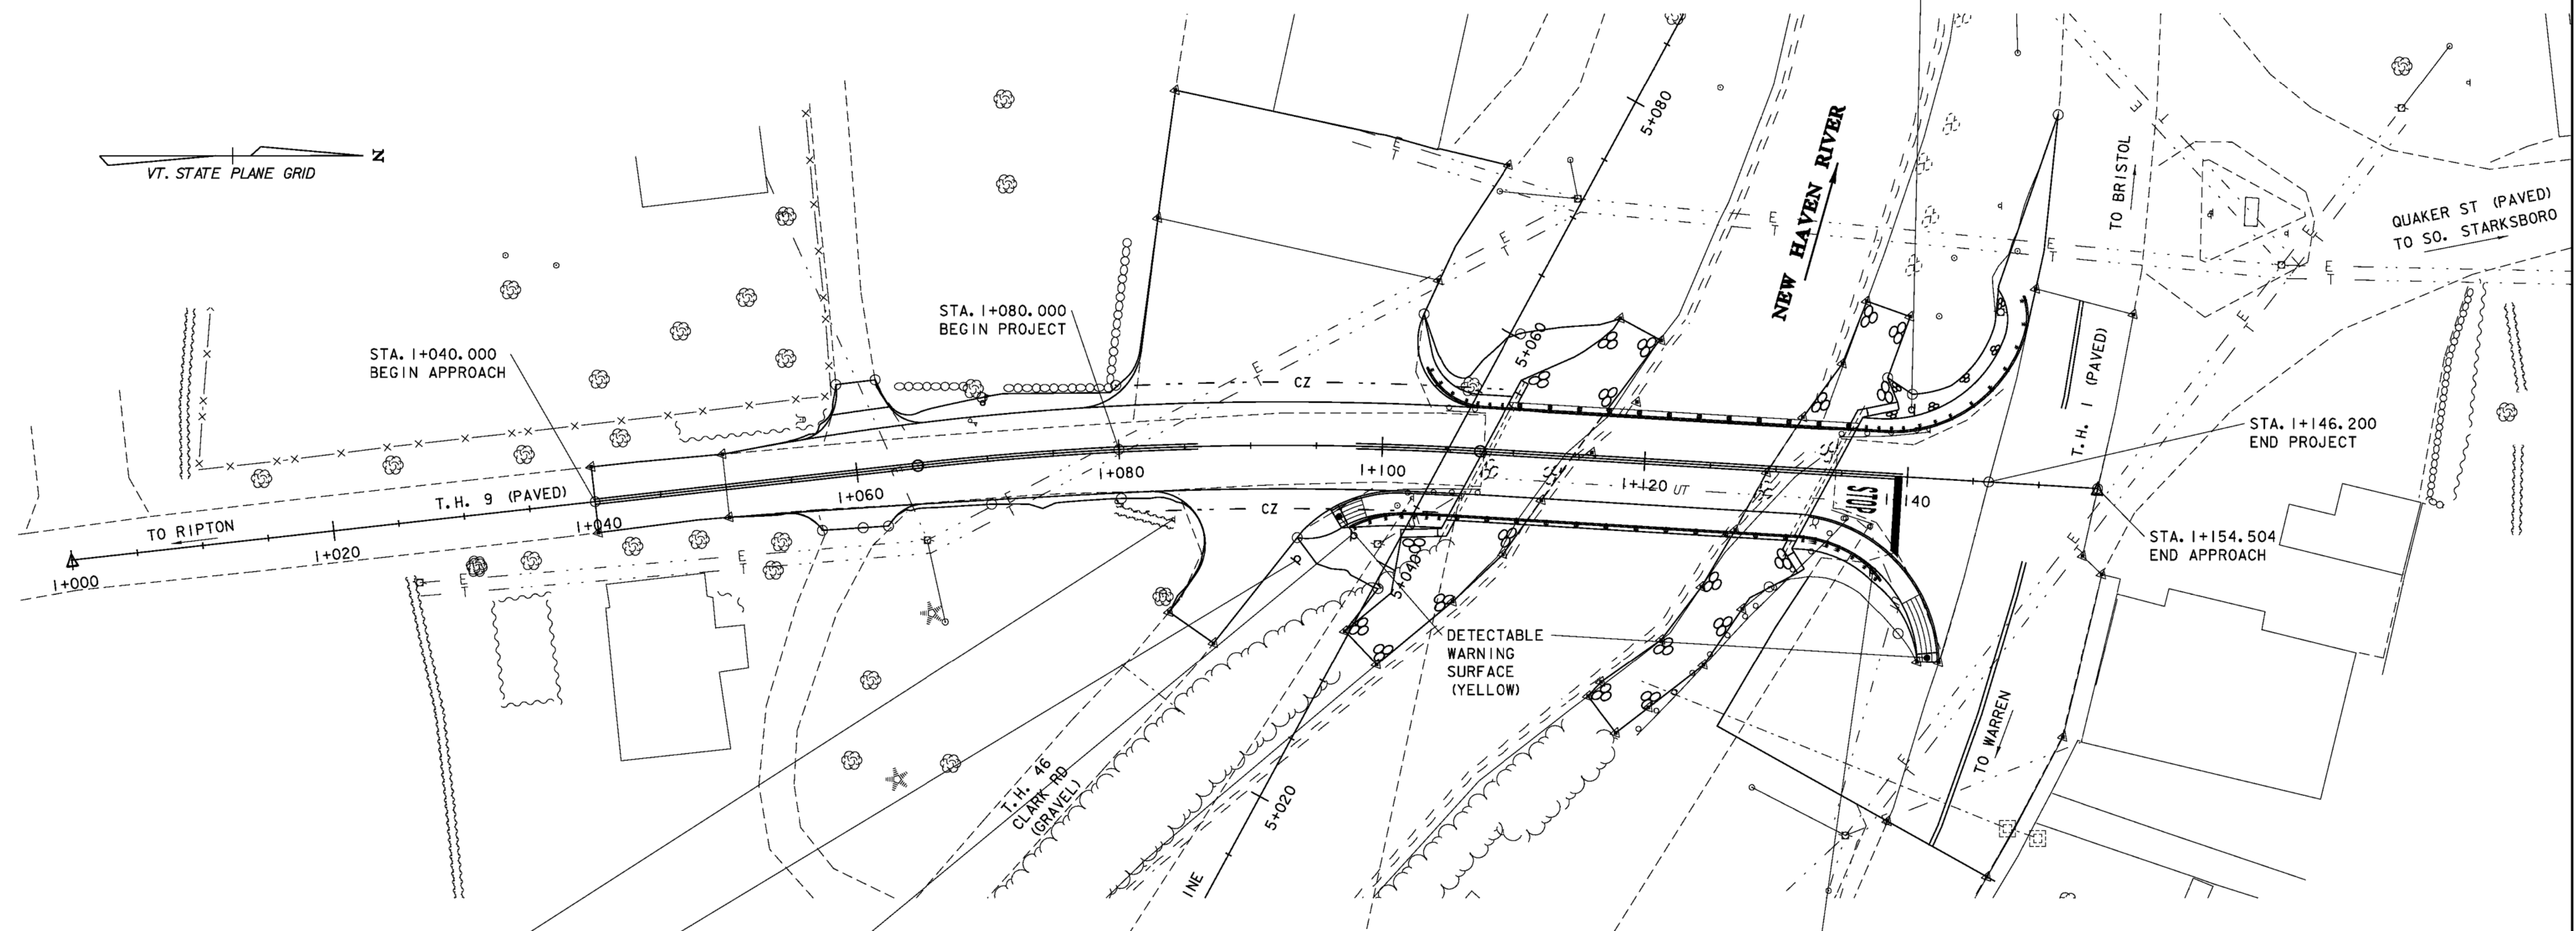 N
VT. STATE PLANE GRID
STA. 1+040.000
BEGIN APPROACH
STA. 1+080.000
BEGIN PROJECT
NEW HAVEN RIVER
TO BRISTOL
QUAKER ST (PAVED)
TO SO. STARKSBORO
5+080
5+060
CZ
T.H. 1 (PAVED)
STA. 1+146.200
END PROJECT
T.H. 9 (PAVED)
TO RIPTON
1+000
1+020
1+040
1+060
1+080
1+100
1+120
UT
STOP
1+140
CZ
STA. 1+154.504
END APPROACH
5+040
DETECTABLE
WARNING
SURFACE
(YELLOW)
TO WARREN
T.H. 46
CLARK RD
(GRAVEL)
5+020
INE
E
T
E
T
E
T
E
T
E
T
E
T
E
T